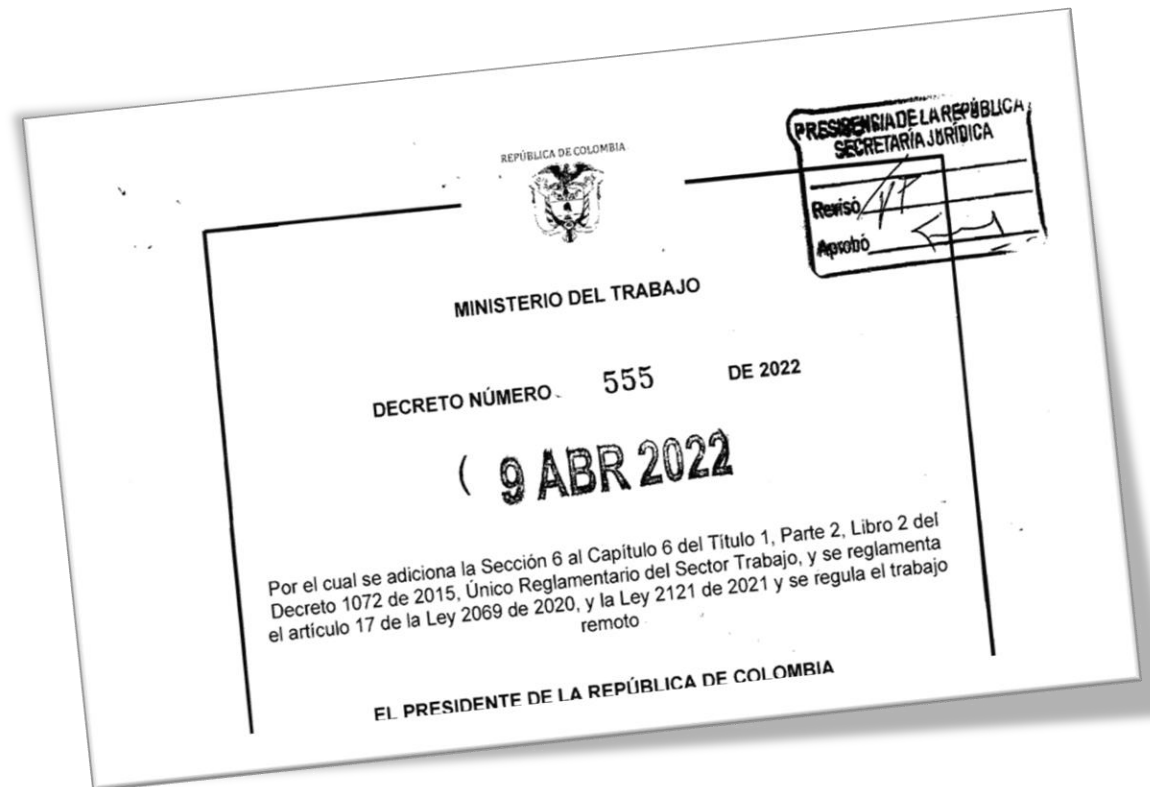 REPÚBLICA DE COLOMBIA
PRESIDENCIA DE LA REPÚBLICA
SECRETARÍA JURÍDICA
Revisó
Aprobó
MINISTERIO DEL TRABAJO
DECRETO NÚMERO 555 DE 2022
( 9 ABR 2022
Por el cual se adiciona la Sección 6 al Capítulo 6 del Título 1, Parte 2, Libro 2 del
Decreto 1072 de 2015, Único Reglamentario del Sector Trabajo, y se reglamenta
el artículo 17 de la Ley 2069 de 2020, y la Ley 2121 de 2021 y se regula el trabajo
remoto
EL PRESIDENTE DE LA REPÚBLICA DE COLOMBIA